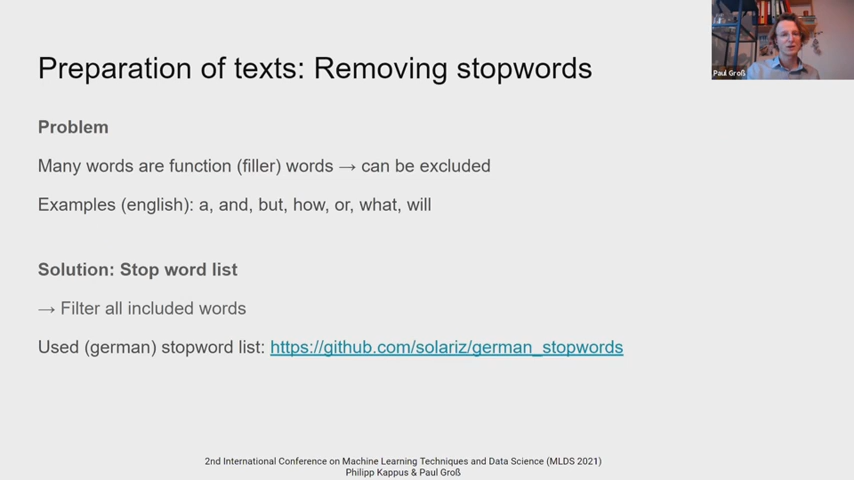 Paul Groß
Preparation of texts: Removing stopwords
Problem
Many words are function (filler) words → can be excluded
Examples (english): a, and, but, how, or, what, will
Solution: Stop word list
→ Filter all included words
Used (german) stopword list: https://github.com/solariz/german_stopwords
2nd International Conference on Machine Learning Techniques and Data Science (MLDS 2021)
Philipp Kappus & Paul Groß